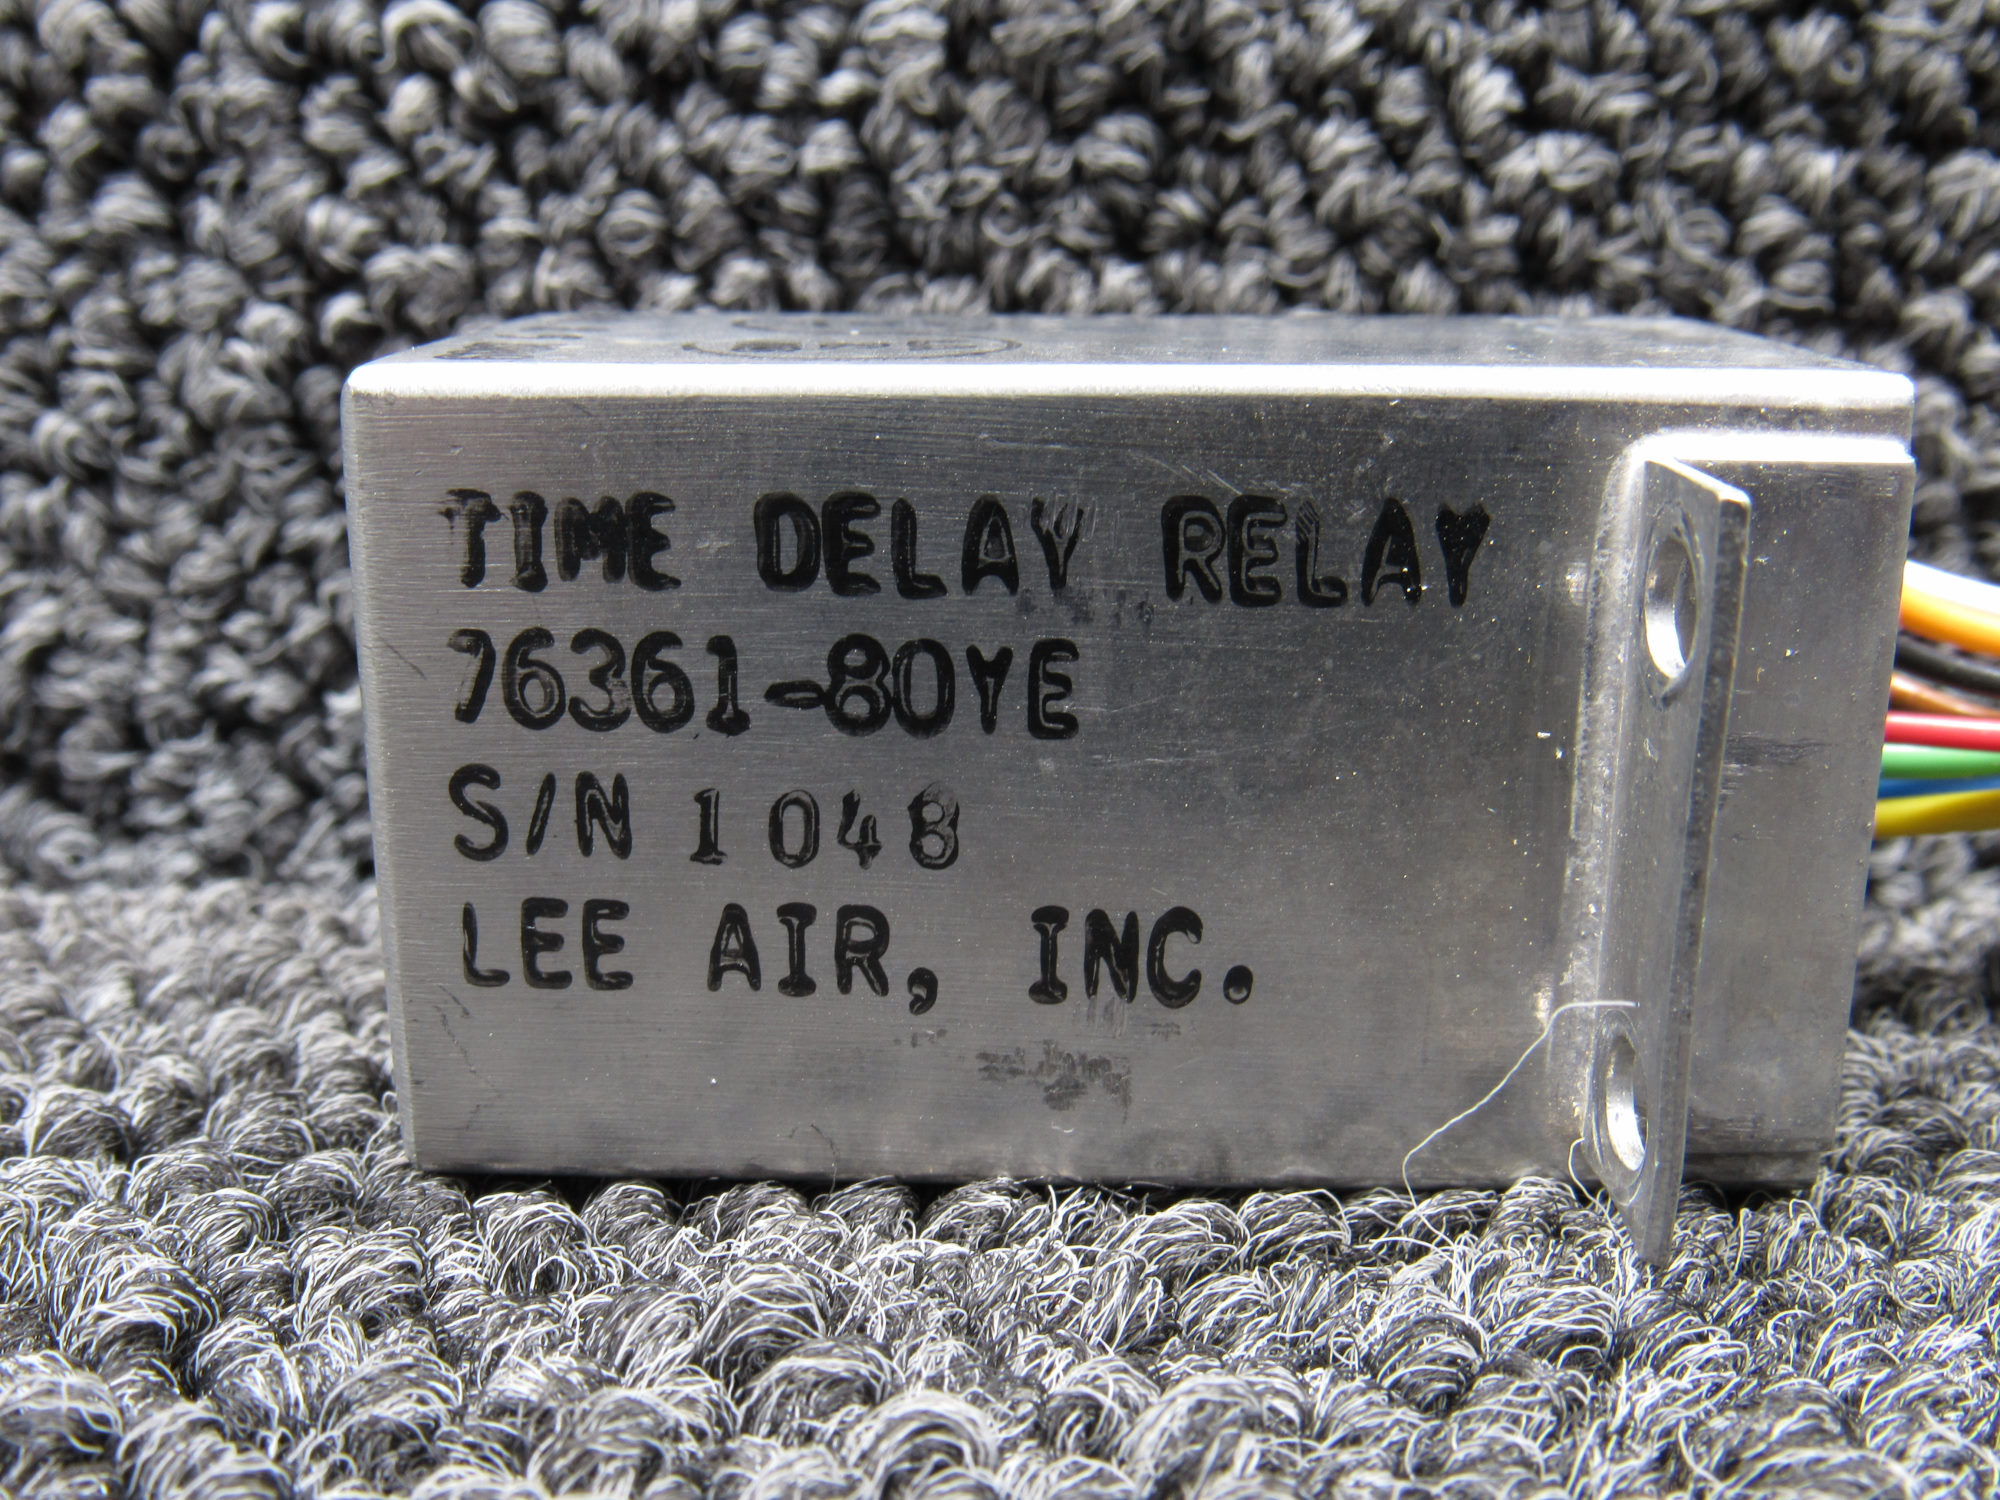 TIME DELAY RELAY
76361-80YE
S/N 1048
LEE AIR, INC.